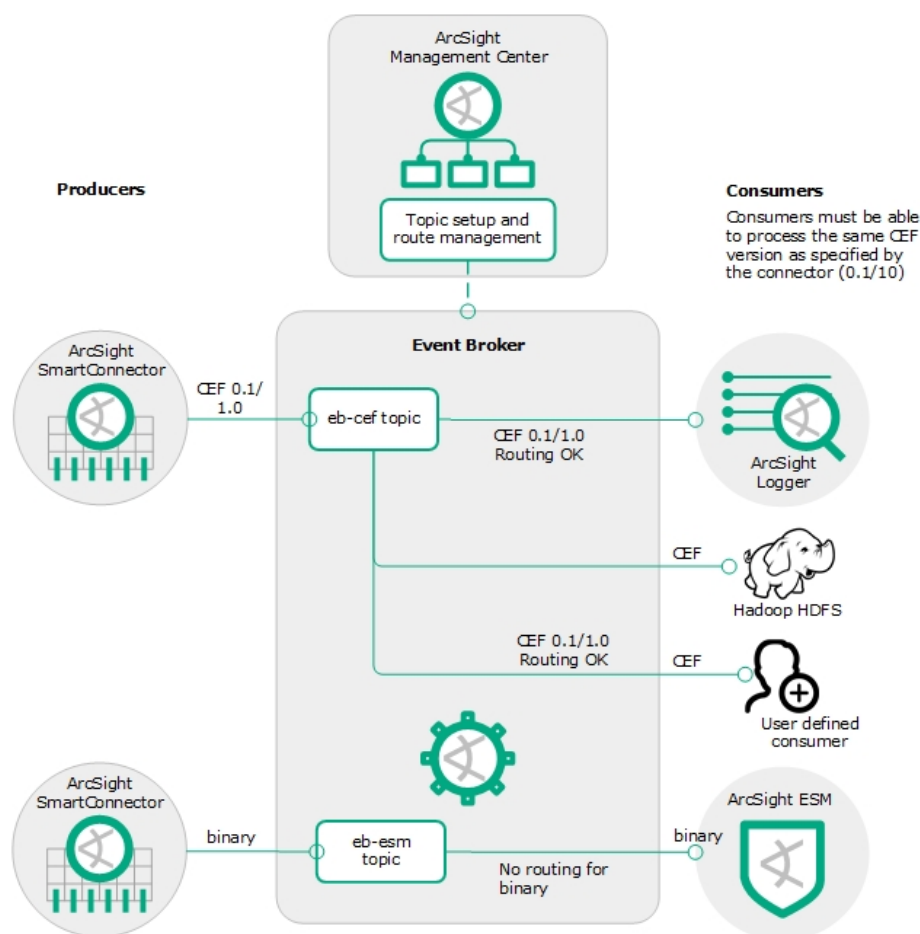 ArcSight
Management Center
Topic setup and
route management
Producers
Consumers
Consumers must be able
to process the same CEF
version as specified by
the connector (0.1/10)
Event Broker
ArcSight
SmartConnector
CEF 0.1/
1.0
eb-cef topic
CEF 0.1/1.0
Routing OK
ArcSight
Logger
CEF
Hadoop HDFS
CEF 0.1/1.0
Routing OK
CEF
User defined
consumer
ArcSight
SmartConnector
binary
eb-esm
topic
No routing for
binary
binary
ArcSight ESM